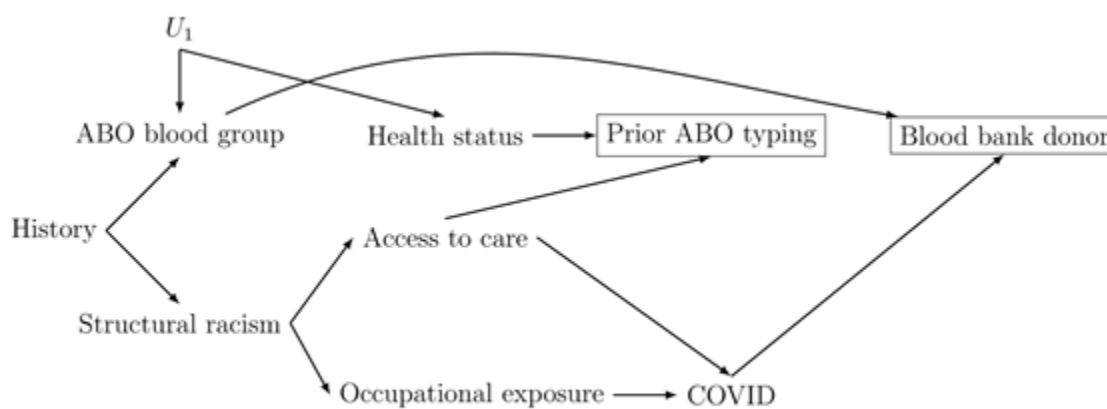 U1
ABO blood group
Health status
Prior ABO typing
Blood bank donor
History
Access to care
Structural racism
Occupational exposure
COVID